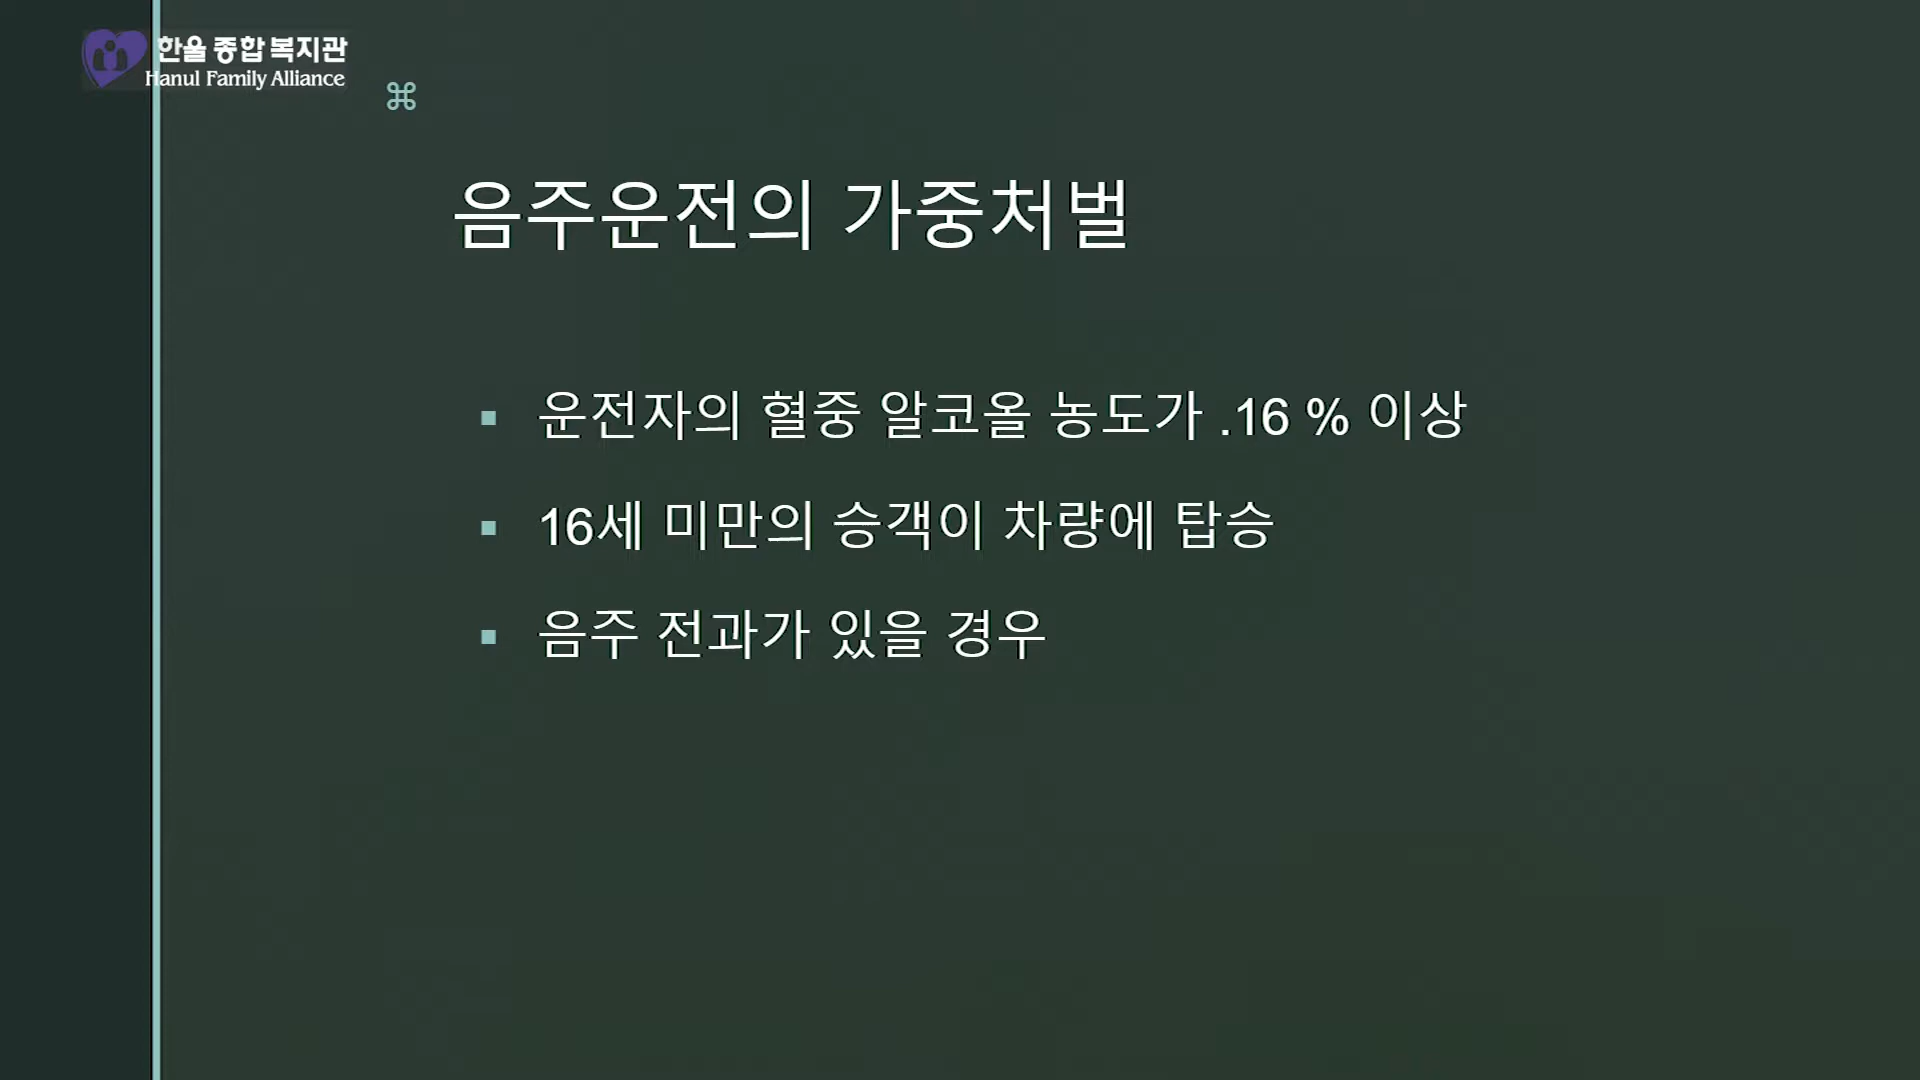 한울 종합 복지관
Hanul Family Alliance
⌘
음주운전의 가중처벌
▪ 운전자의 혈중 알코올 농도가 .16 % 이상
▪ 16세 미만의 승객이 차량에 탑승
▪ 음주 전과가 있을 경우